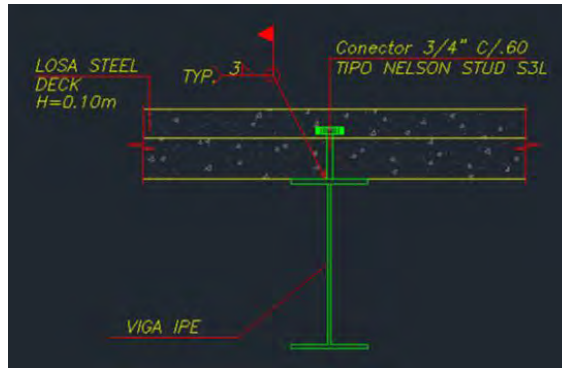 LOSA STEEL
DECK
H=0.10m
TYP.
3
Conector 3/4" C/.60
TIPO NELSON STUD S3L
VIGA IPE